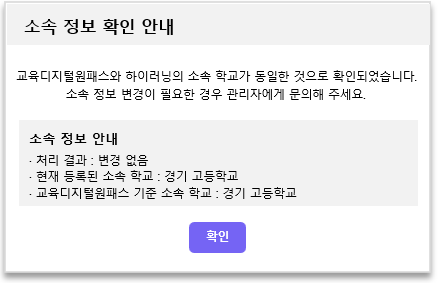 소속 정보 확인 안내
교육디지털원패스와 하이러닝의 소속 학교가 동일한 것으로 확인되었습니다.
소속 정보 변경이 필요한 경우 관리자에게 문의해 주세요.
소속 정보 안내
· 처리 결과 : 변경 없음
· 현재 등록된 소속 학교 : 경기 고등학교
· 교육디지털원패스 기준 소속 학교 : 경기 고등학교
확인